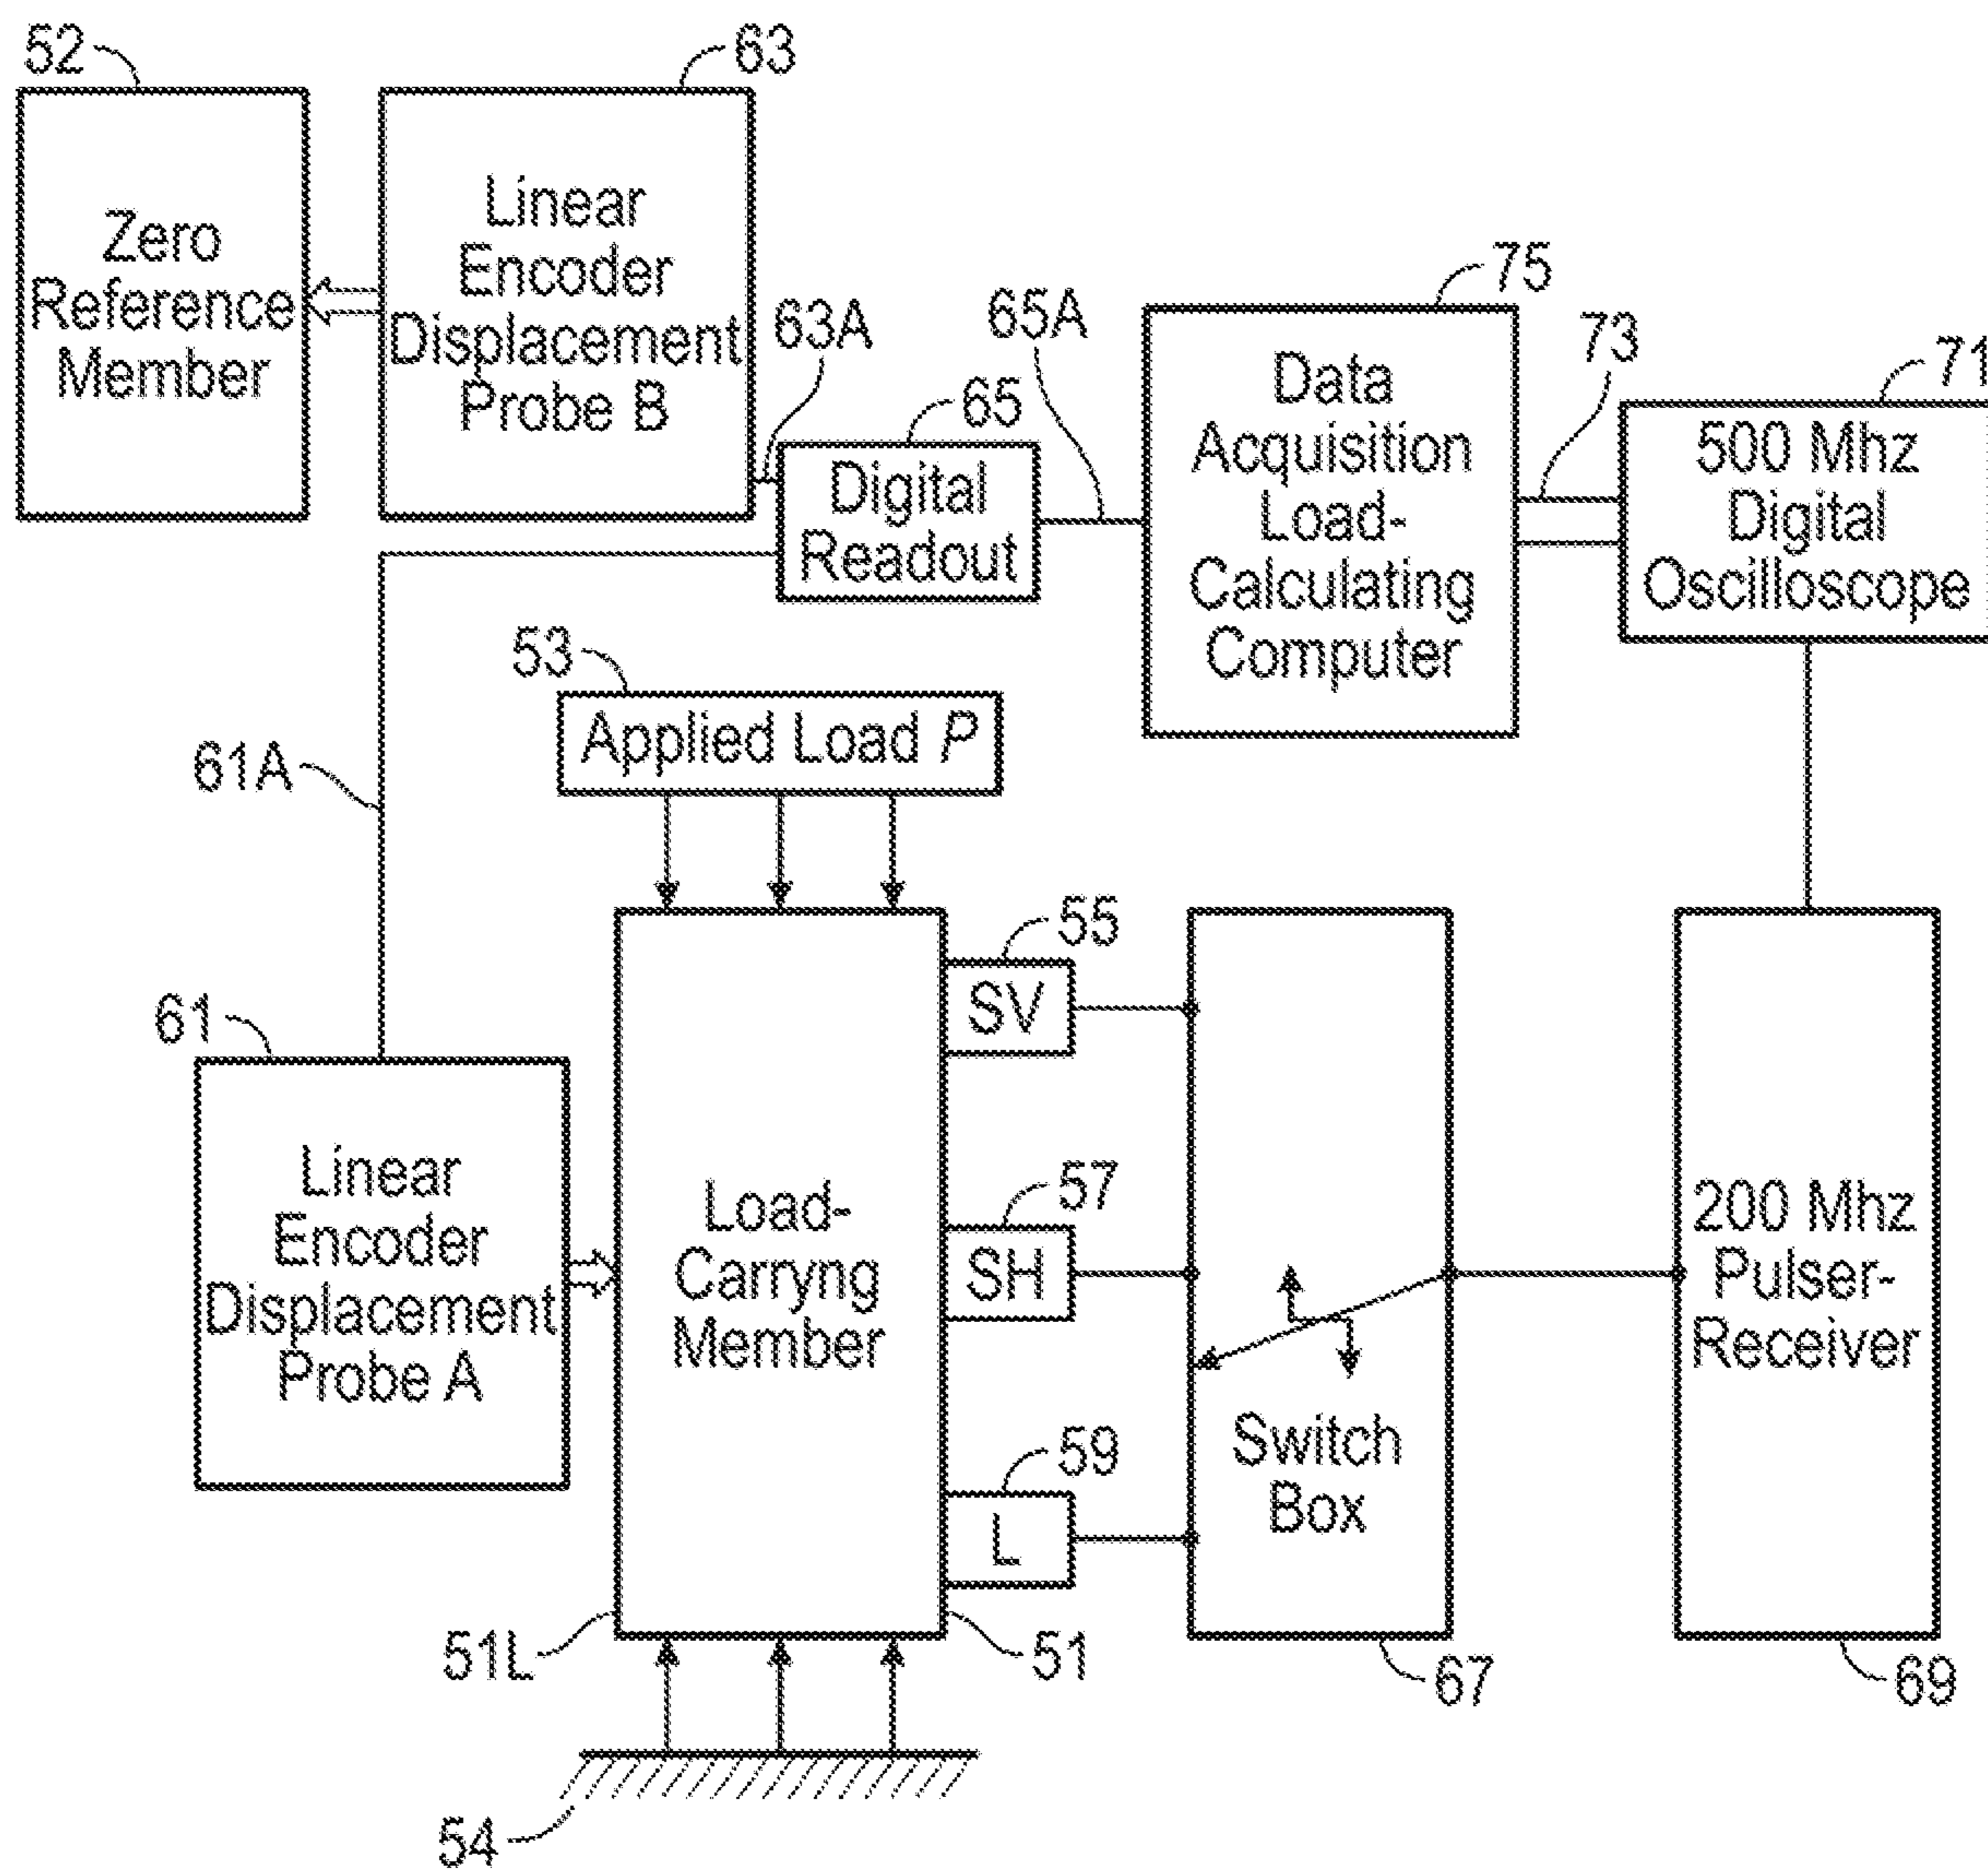 52
63
Zero
Reference
Member
Linear
Encoder
Displacement
Probe B
63A
65
Digital
Readout
65A
75
Data
Acquisition
Load-
Calculating
Computer
73
71
500 Mhz
Digital
Oscilloscope
53
Applied Load P
61A
61
Linear
Encoder
Displacement
Probe A
Load-
Carryng
Member
55
SV
57
SH
59
L
Switch
Box
200 Mhz
Pulser-
Receiver
51L
51
67
69
54